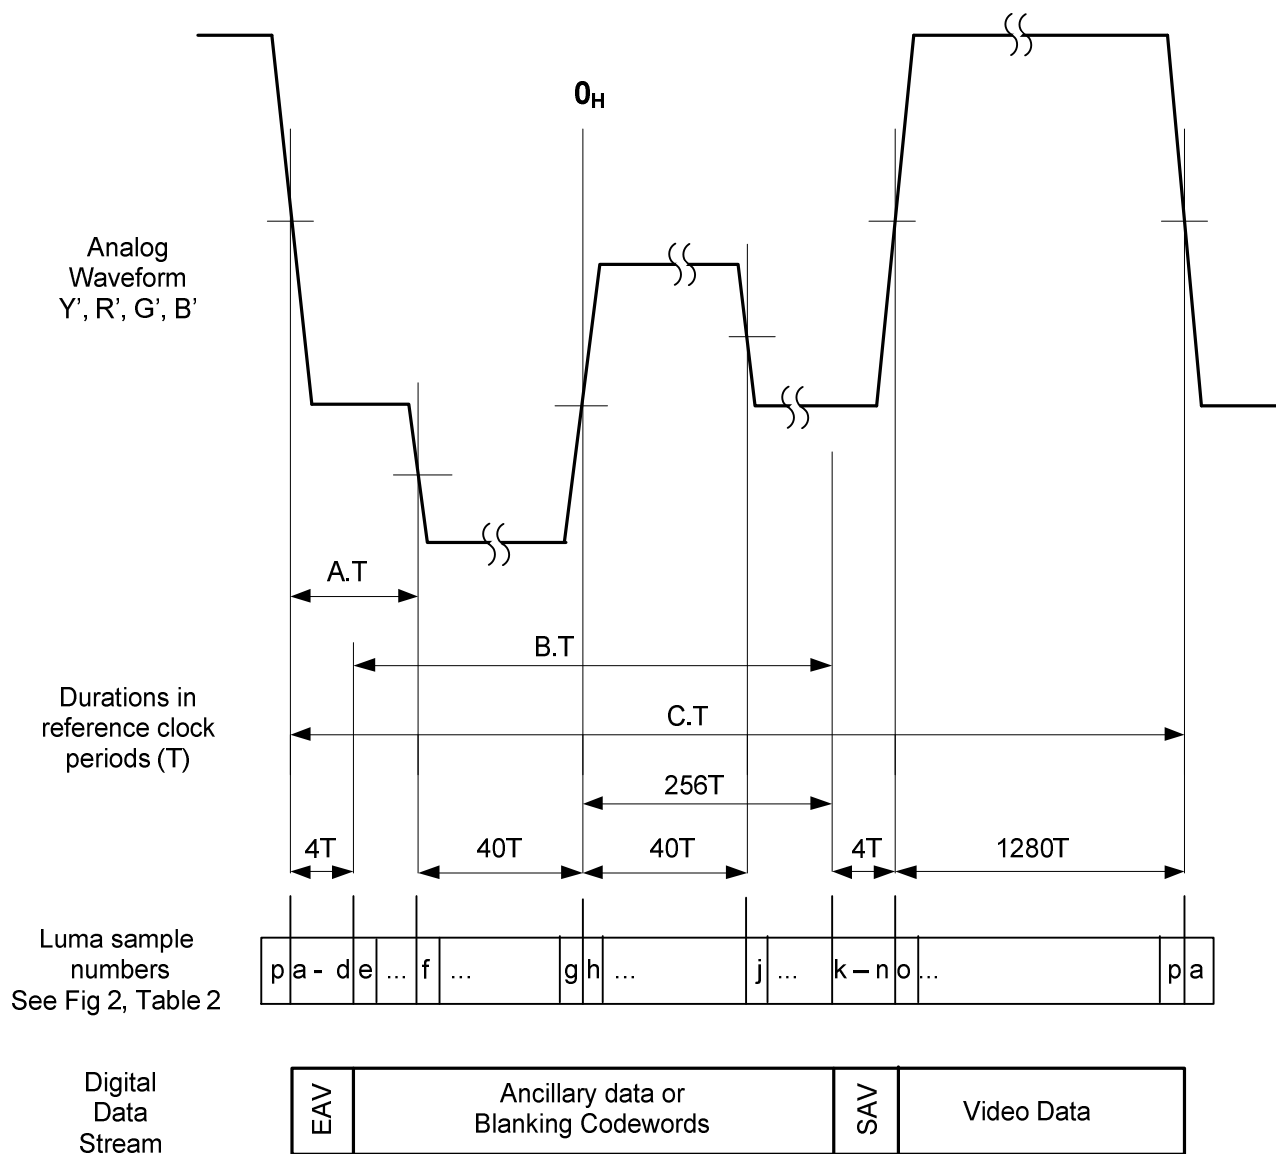 0H
Analog
Waveform
Y', R', G', B'
A.T
B.T
Durations in
reference clock
periods (T)
C.T
256T
4T 40T 40T 4T 1280T
Luma sample
numbers
See Fig 2, Table 2
p a - d e ... f ... g h ... j ... k – n o ... p a
Digital
Data
Stream
EAV
Ancillary data or
Blanking Codewords
SAV
Video Data